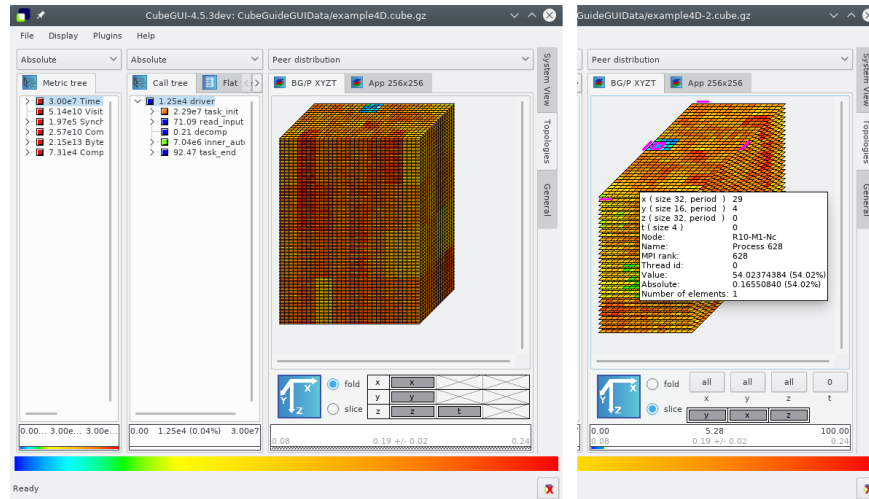 CubeGUI-4.5.3dev: CubeGuideGUIData/example4D.cube.gz
File Display Plugins Help
Absolute
Absolute
Peer distribution
Metric tree
Call tree
Flat
BG/P XYZT
App 256x256
3.00e7 Time
5.14e10 Visit
1.97e5 Synch
2.57e10 Com
2.15e13 Byte
7.31e4 Comp
1.25e4 driver
2.29e7 task_init
71.09 read_input
0.21 decomp
7.04e6 inner_aut
92.47 task_end
System View
Topologies
General
Y X
Z
fold
slice
x x
y y
z z t
0.00... 3.00e... 3.00e...
0.00 1.25e4 (0.04%) 3.00e7
0.08 0.19 +/- 0.02 0.24
Ready
GuideGUIData/example4D-2.cube.gz
Peer distribution
BG/P XYZT
App 256x256
x ( size 32, period ) 29
y ( size 16, period ) 4
z ( size 32, period ) 0
t ( size 4 ) 0
Node: R10-M1-Nc
Name: Process 628
MPI rank: 628
Thread id: 0
Value: 54.02374384 (54.02%)
Absolute: 0.16550840 (54.02%)
Number of elements: 1
System View
Topologies
General
Y X
Z
fold
slice
all all all 0
x y z t
y x z
0.00 5.28 100.00
0.08 0.19 +/- 0.02 0.24